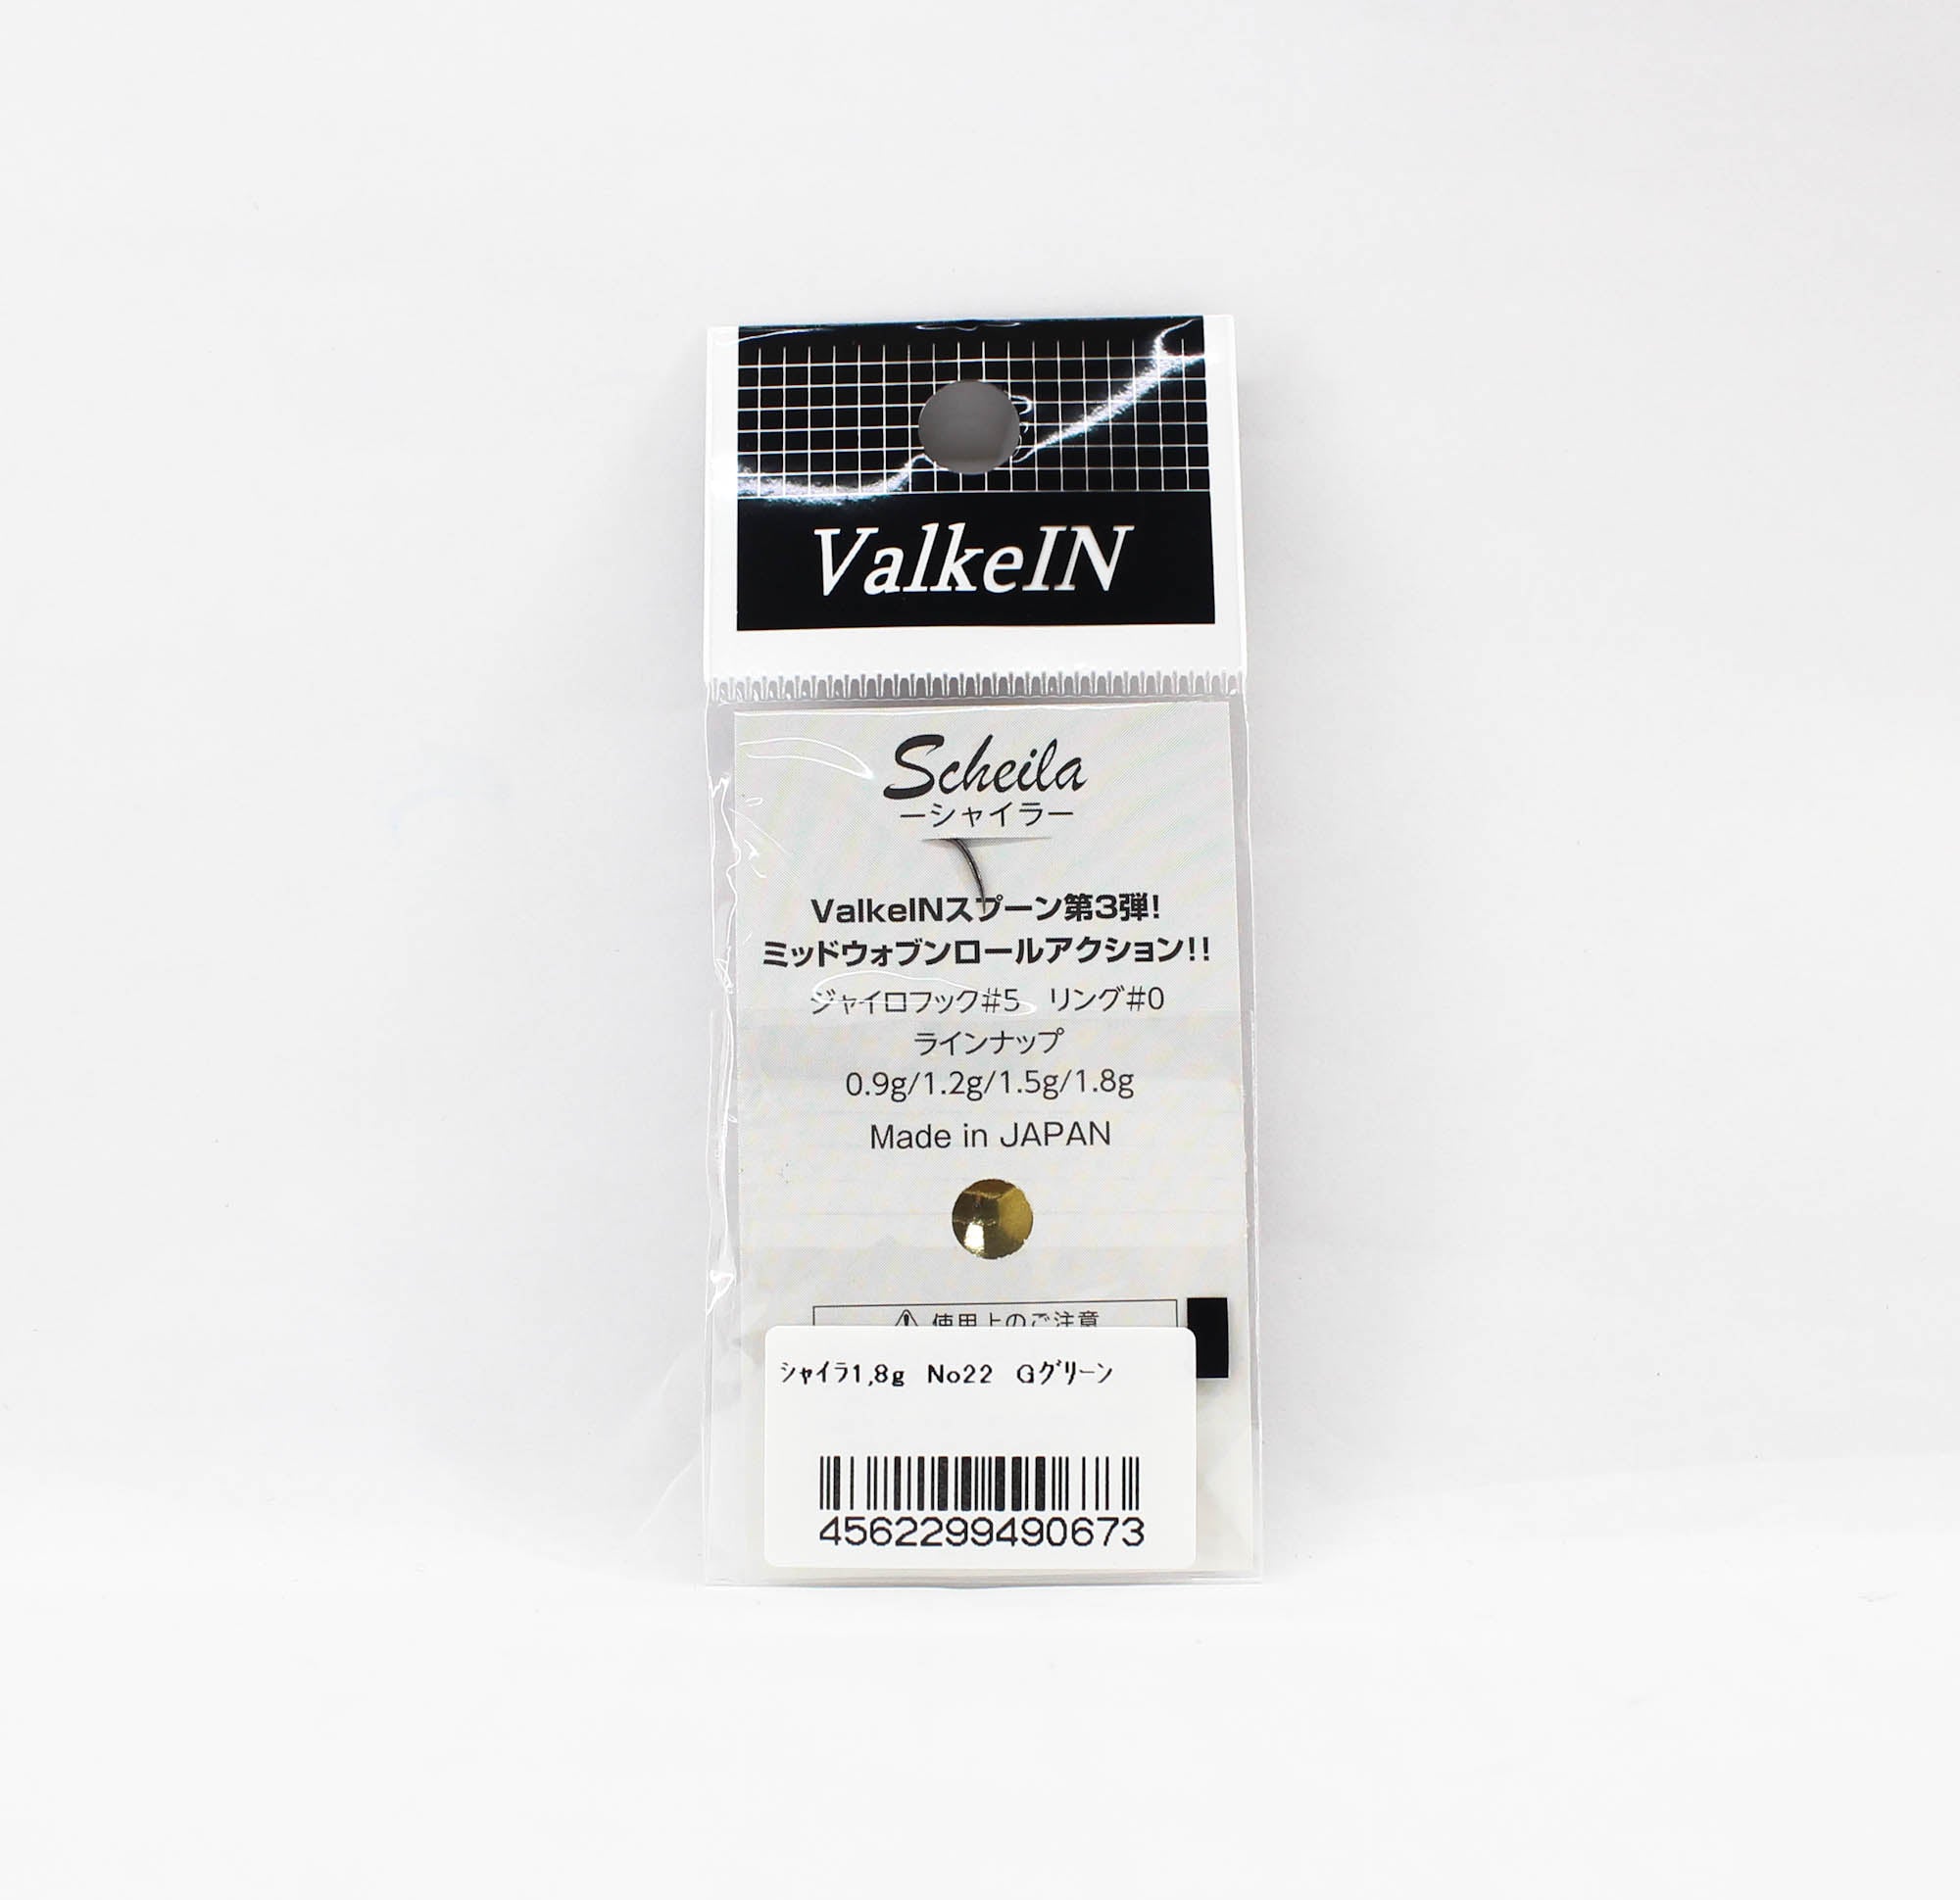 ValkeIN
Scheila
ーシャイラー
ValkeINスプーン第3弾!
ミッドウォブンロールアクション!!
ジャイロフック#5　リング#0
ラインナップ
0.9g/1.2g/1.5g/1.8g
Made in JAPAN
⚠ 使用上のご注意
ｼｬｲﾗ1,8g　No22　Gｸﾞﾘｰﾝ
4562299490673